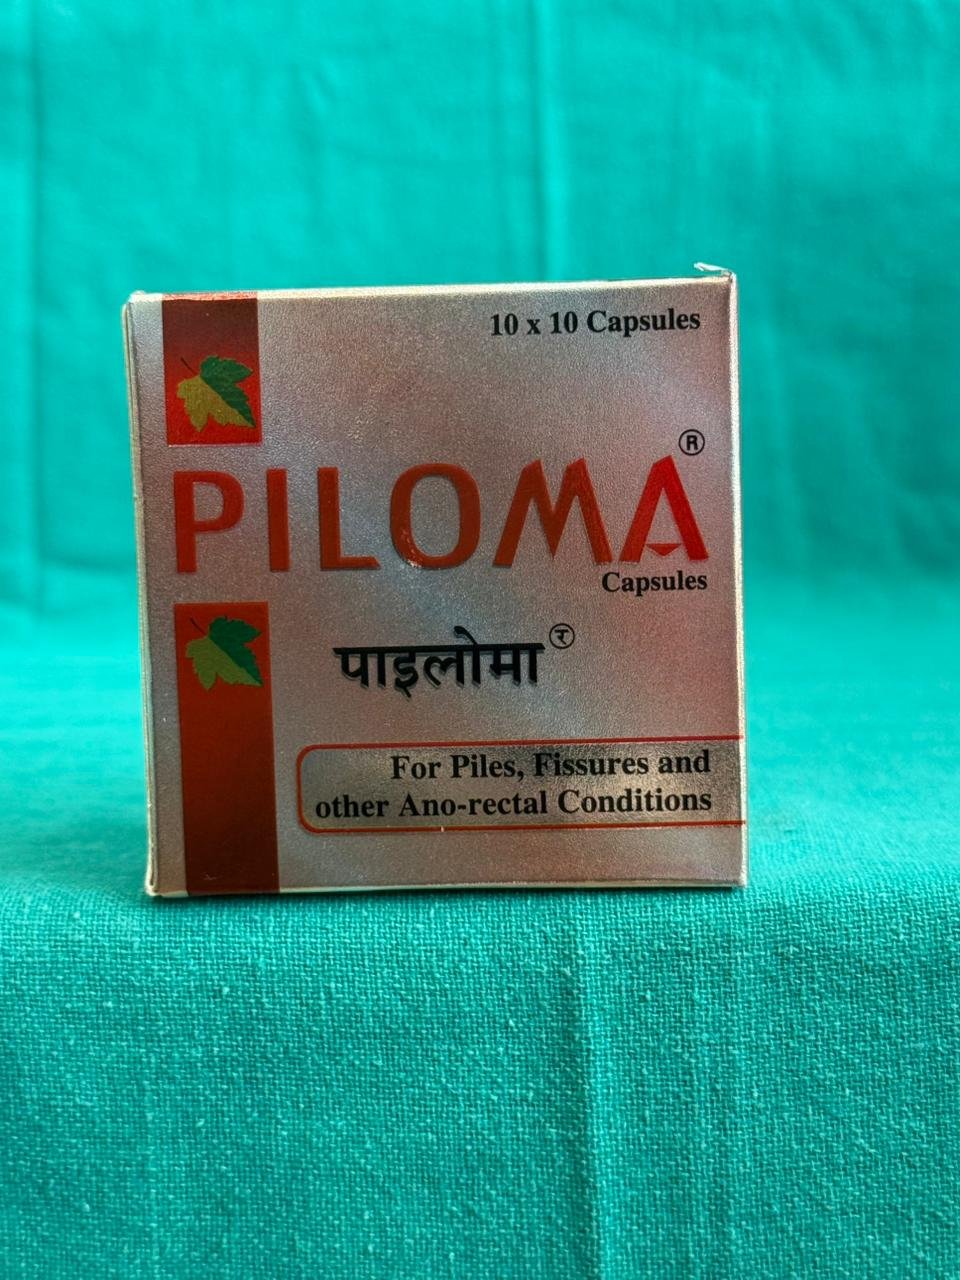 10 x 10 Capsules
PILOMA®
Capsules
पाइलोमा र
For Piles, Fissures and
other Ano-rectal Conditions